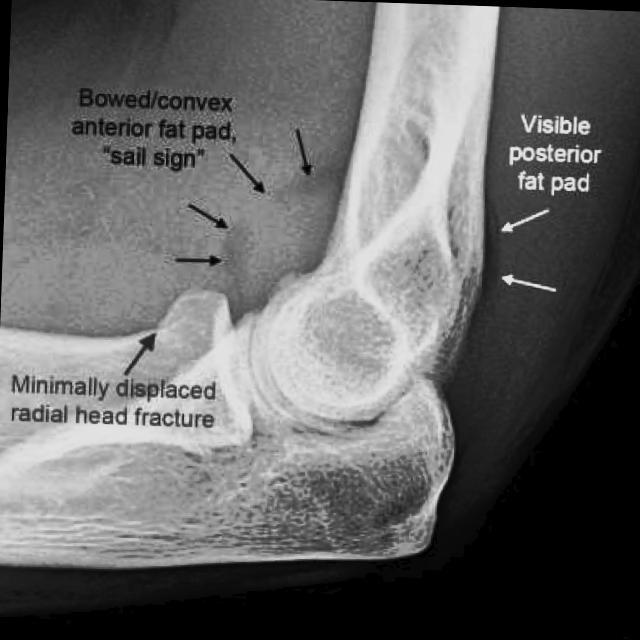 Bowed/convex
anterior fat pad,
"sail sign"
Visible
posterior
fat pad
Minimally displaced
radial head fracture